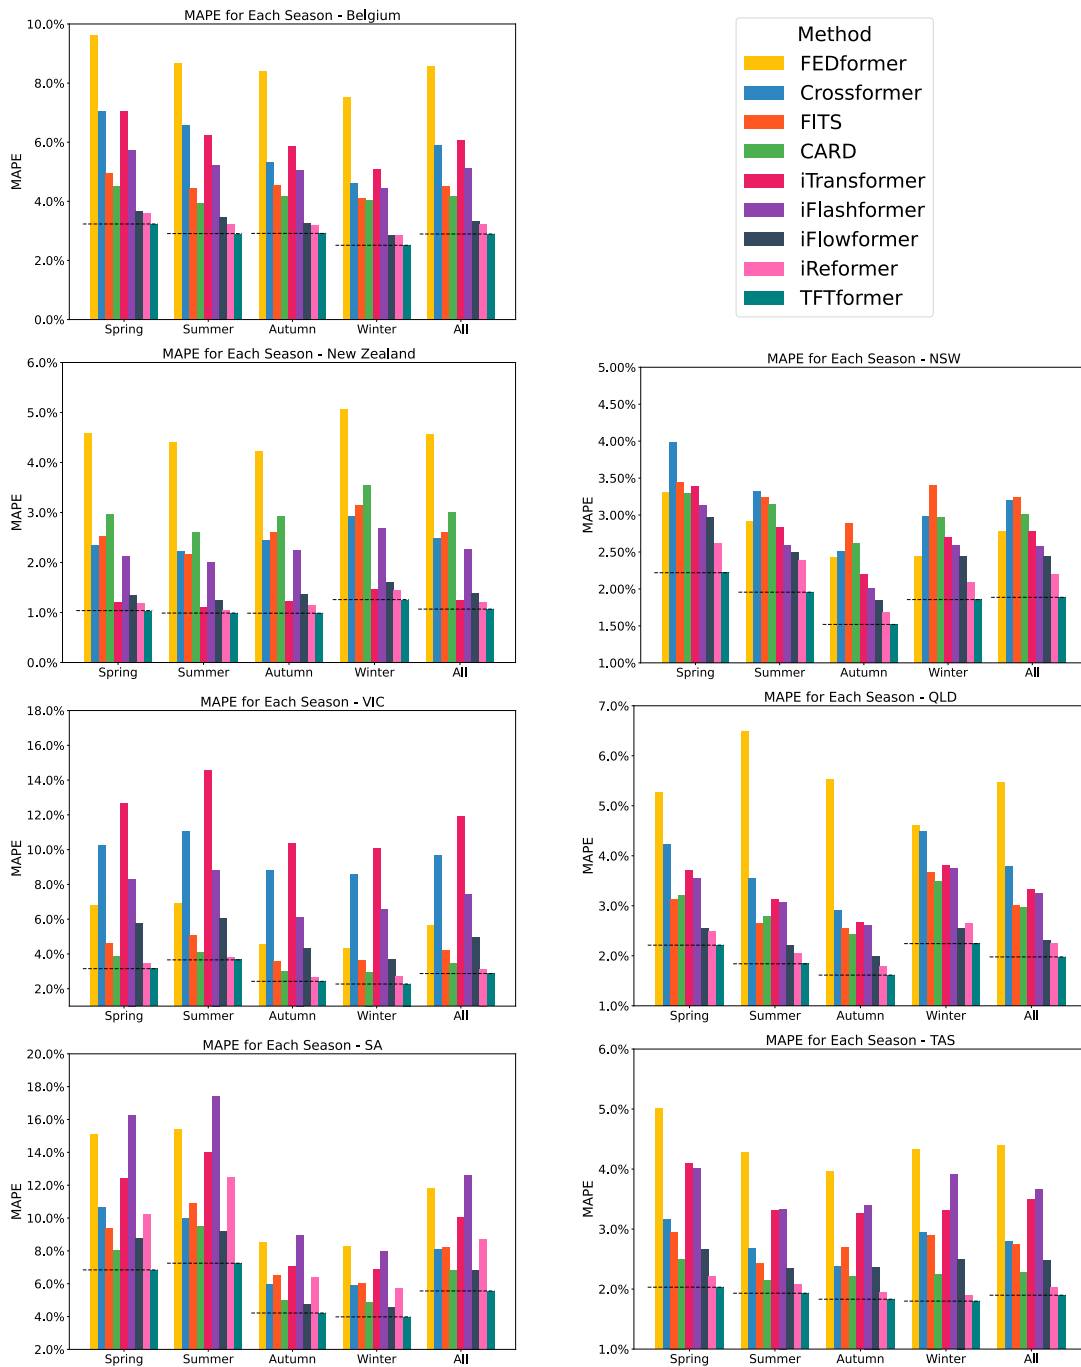 MAPE for Each Season - Belgium
10.0%
8.0%
6.0%
4.0%
2.0%
0.0%
MAPE
Spring Summer Autumn Winter All
Method
FEDformer
Crossformer
FITS
CARD
iTransformer
iFlashformer
iFlowformer
iReformer
TFTformer
MAPE for Each Season - New Zealand
6.0%
5.0%
4.0%
3.0%
2.0%
1.0%
0.0%
MAPE
Spring Summer Autumn Winter All
MAPE for Each Season - NSW
5.00%
4.50%
4.00%
3.50%
3.00%
2.50%
2.00%
1.50%
1.00%
MAPE
Spring Summer Autumn Winter All
MAPE for Each Season - VIC
18.0%
16.0%
14.0%
12.0%
10.0%
8.0%
6.0%
4.0%
2.0%
MAPE
Spring Summer Autumn Winter All
MAPE for Each Season - QLD
7.0%
6.0%
5.0%
4.0%
3.0%
2.0%
1.0%
MAPE
Spring Summer Autumn Winter All
MAPE for Each Season - SA
20.0%
18.0%
16.0%
14.0%
12.0%
10.0%
8.0%
6.0%
4.0%
2.0%
MAPE
Spring Summer Autumn Winter All
MAPE for Each Season - TAS
6.0%
5.0%
4.0%
3.0%
2.0%
1.0%
MAPE
Spring Summer Autumn Winter All